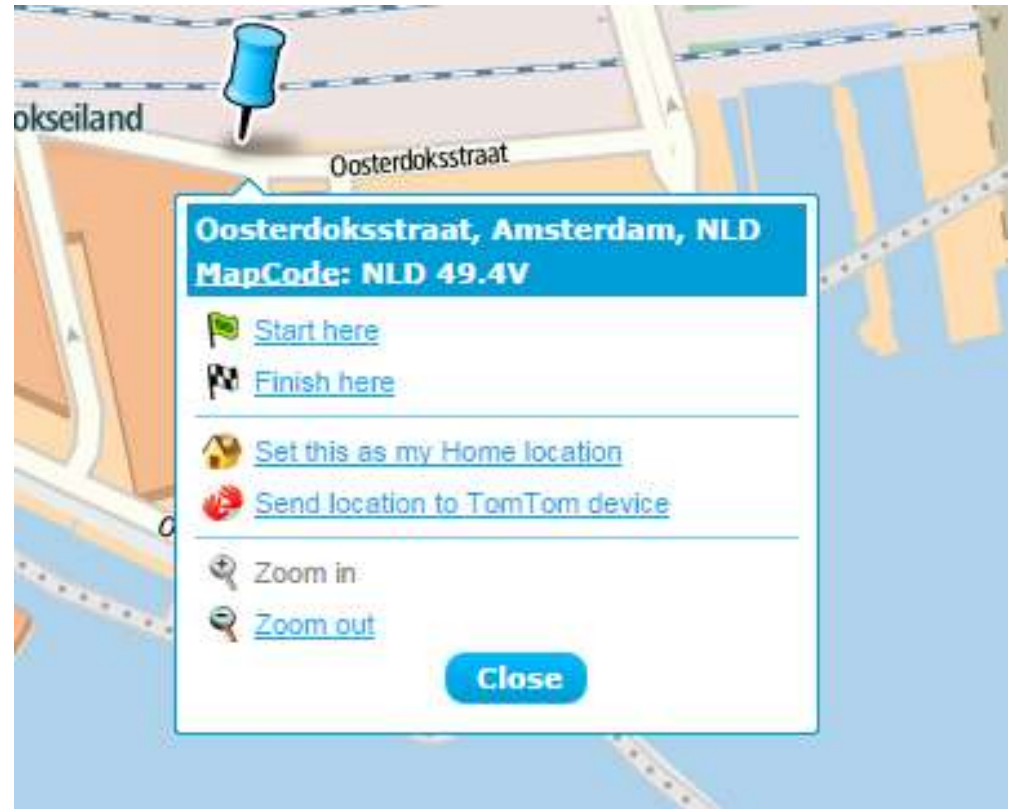 okseiland
Oosterdoksstraat
Oosterdoksstraat, Amsterdam, NLD
MapCode: NLD 49.4V
Start here
Finish here
Set this as my Home location
Send location to TomTom device
O
Zoom in
Zoom out
Close